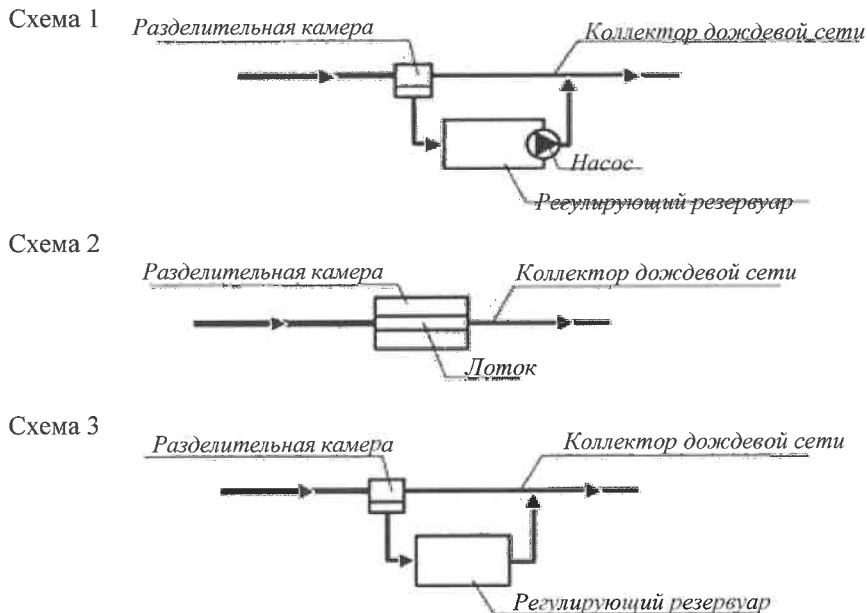 Схема 1
Разделительная камера
Коллектор дождевой сети
Насос
Регулирующий резервуар
Схема 2
Разделительная камера
Коллектор дождевой сети
Лоток
Схема 3
Разделительная камера
Коллектор дождевой сети
Регулирующий резервуар